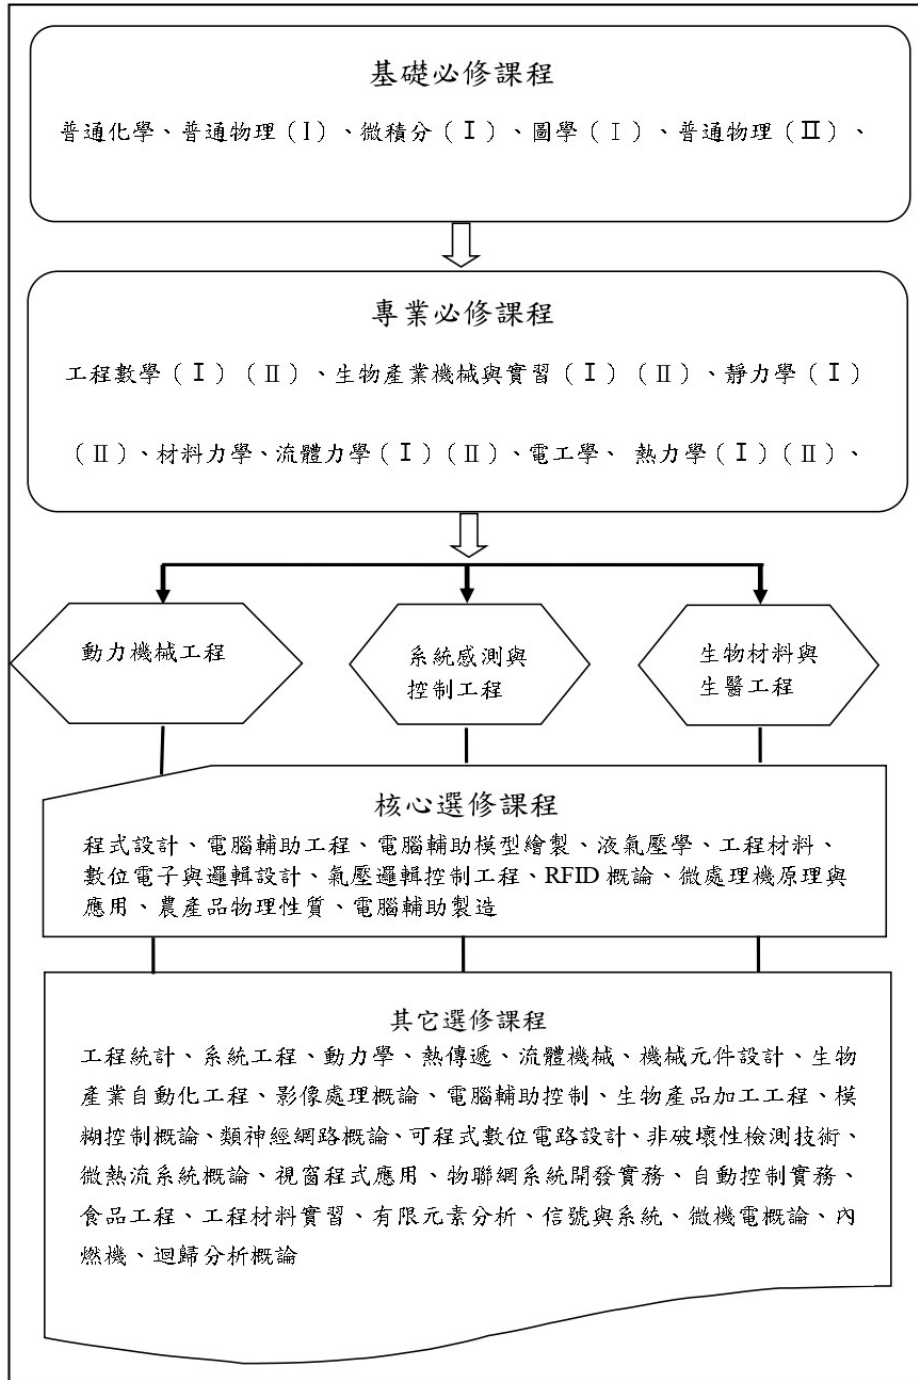 基礎必修課程
普通化學、普通物理(I)、微積分(I)、圖學(I)、普通物理(II)、
專業必修課程
工程數學(I)(II)、生物產業機械與實習(I)(II)、靜力學(I)
(II)、材料力學、流體力學(I)(II)、電工學、 熱力學(I)(II)、
動力機械工程
系統感測與
控制工程
生物材料與
生醫工程
核心選修課程
程式設計、電腦輔助工程、電腦輔助模型繪製、液氣壓學、工程材料、
數位電子與邏輯設計、氣壓邏輯控制工程、RFID 概論、微處理機原理與
應用、農產品物理性質、電腦輔助製造
其它選修課程
工程統計、系統工程、動力學、熱傳遞、流體機械、機械元件設計、生物
產業自動化工程、影像處理概論、電腦輔助控制、生物產品加工工程、模
糊控制概論、類神經網路概論、可程式數位電路設計、非破壞性檢測技術、
微熱流系統概論、視窗程式應用、物聯網系統開發實務、自動控制實務、
食品工程、工程材料實習、有限元素分析、信號與系統、微機電概論、內
燃機、迴歸分析概論